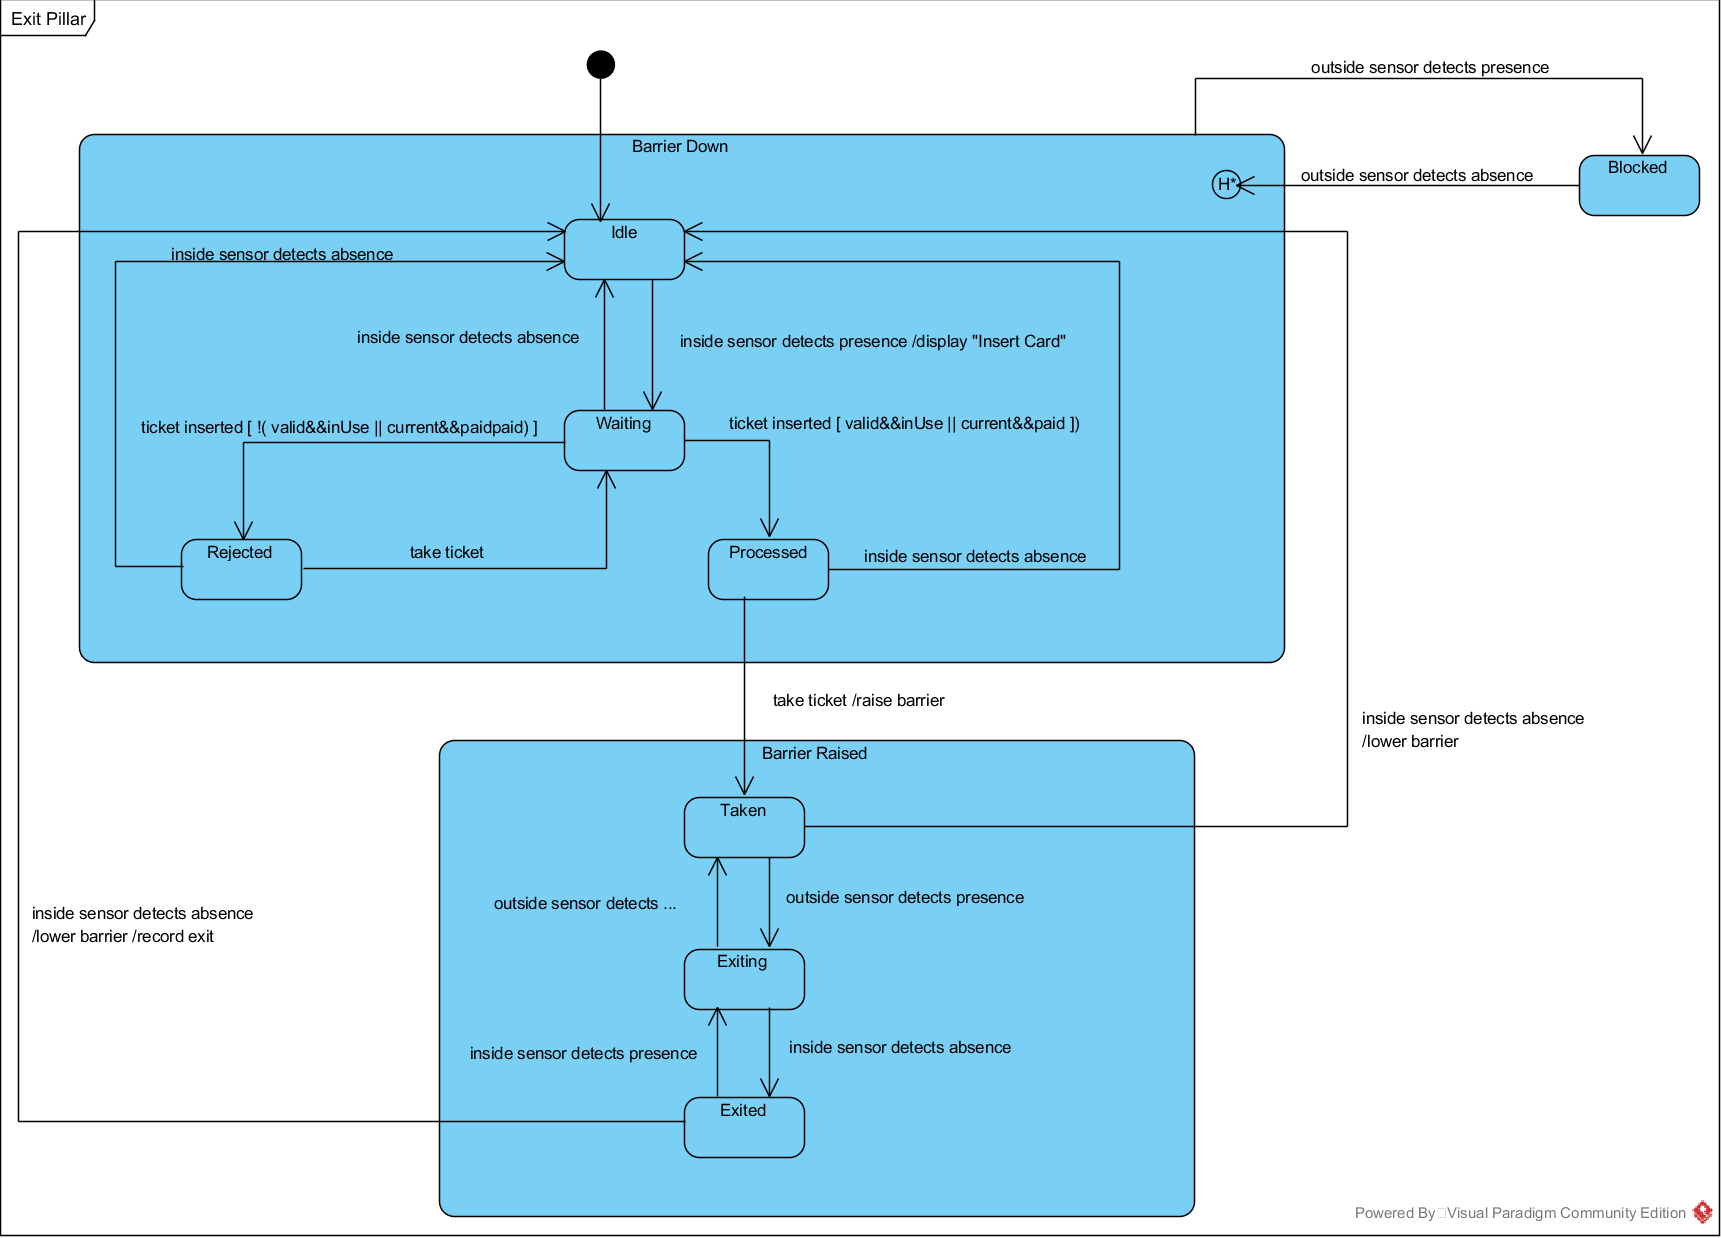 Exit Pillar
outside sensor detects presence
Barrier Down
Blocked
H*
outside sensor detects absence
Idle
inside sensor detects absence
inside sensor detects absence
inside sensor detects presence /display "Insert Card"
Waiting
ticket inserted [ !( valid&&inUse || current&&paidpaid) ]
ticket inserted [ valid&&inUse || current&&paid ])
Rejected
take ticket
Processed
inside sensor detects absence
take ticket /raise barrier
inside sensor detects absence
/lower barrier
Barrier Raised
Taken
outside sensor detects ...
outside sensor detects presence
inside sensor detects absence
/lower barrier /record exit
Exiting
inside sensor detects presence
inside sensor detects absence
Exited
Powered By Visual Paradigm Community Edition